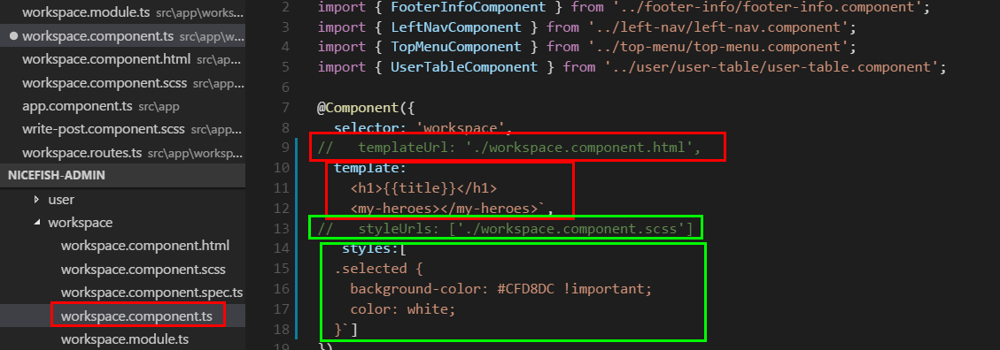 workspace.module.ts src\app\workspa...
workspace.component.ts src\app\w...
workspace.component.html src\app...
workspace.component.scss src\app...
app.component.ts src\app
write-post.component.scss src\app...
workspace.routes.ts src\app\worksp...
NICEFISH-ADMIN
user
workspace
workspace.component.html
workspace.component.scss
workspace.component.spec.ts
workspace.component.ts
workspace.module.ts
2 import { FooterInfoComponent } from '../footer-info/footer-info.component';
3 import { LeftNavComponent } from '../left-nav/left-nav.component';
4 import { TopMenuComponent } from '../top-menu/top-menu.component';
5 import { UserTableComponent } from '../user/user-table/user-table.component';
6
7 @Component({
8 selector: 'workspace',
9 // templateUrl: './workspace.component.html',
10 template:
11 <h1>{{title}}</h1>
12 <my-heroes></my-heroes>`,
13 // styleUrls: ['./workspace.component.scss']
14 styles:[
15 .selected {
16 background-color: #CFD8DC !important;
17 color: white;
18 }`]
19 })